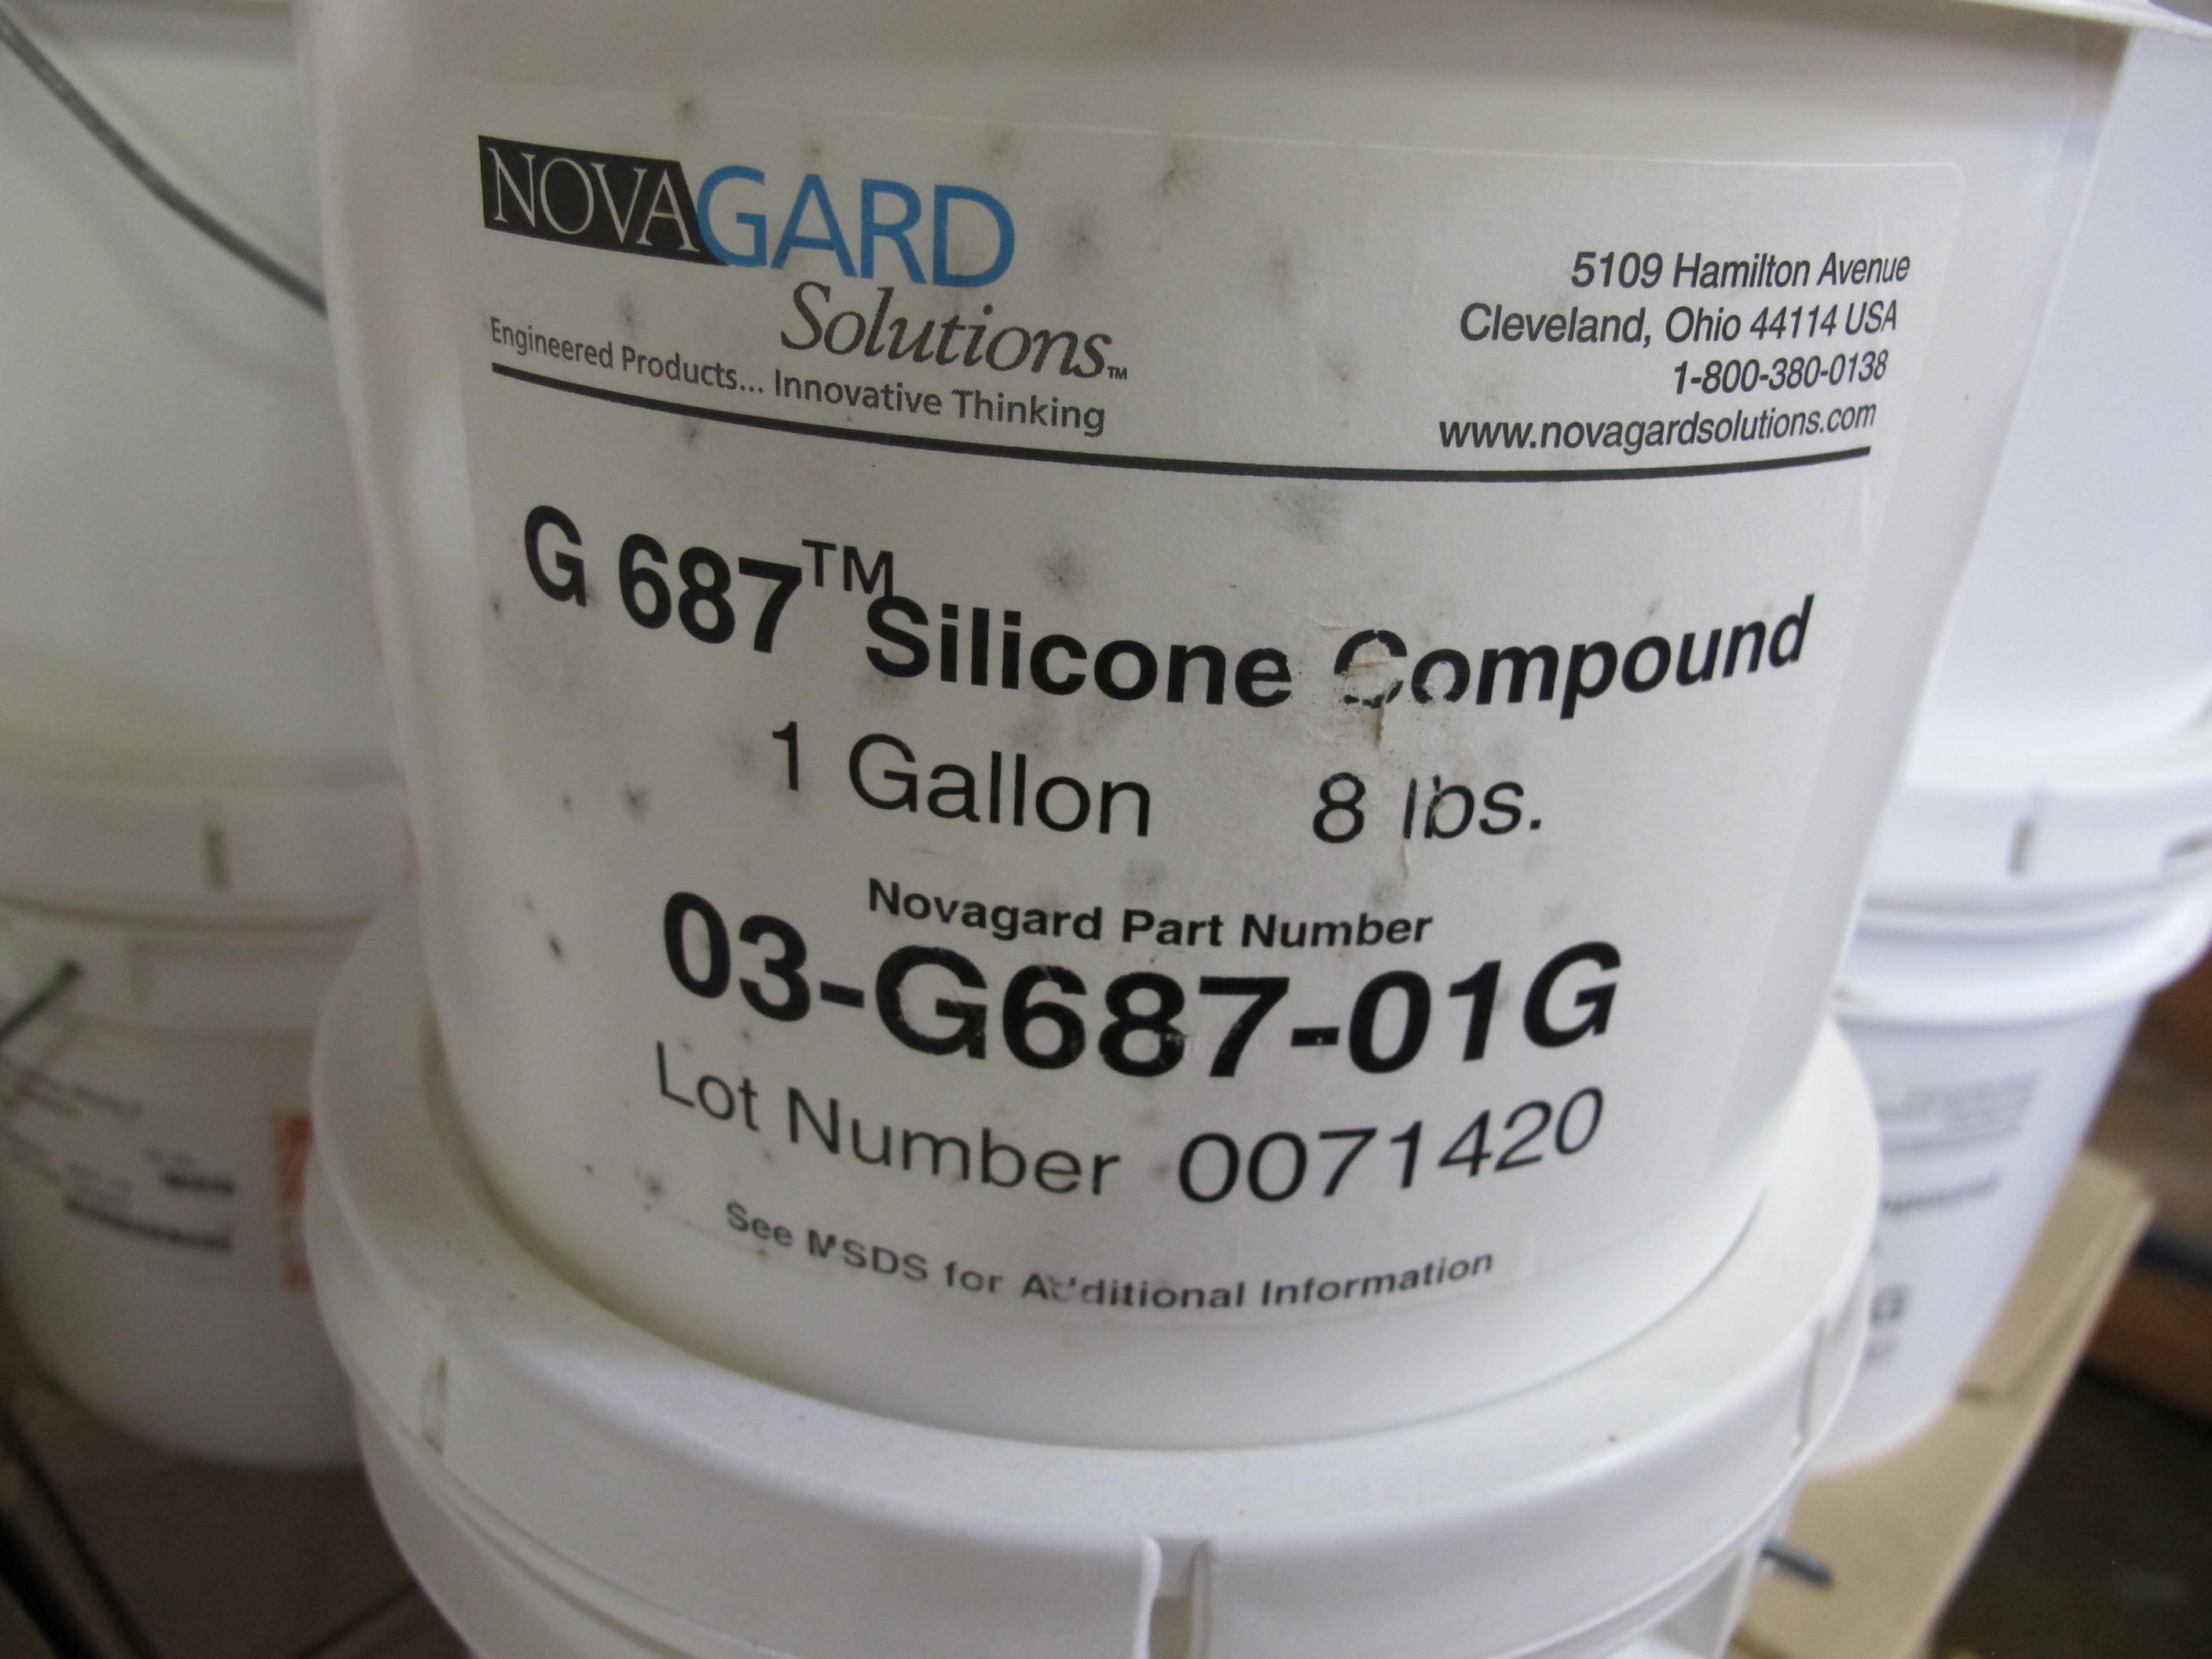 NOVAGARD
Solutions™
Engineered Products... Innovative Thinking
5109 Hamilton Avenue
Cleveland, Ohio 44114 USA
1-800-380-0138
www.novagardsolutions.com
G 687™ Silicone Compound
1 Gallon 8 lbs.
Novagard Part Number
03-G687-01G
Lot Number 0071420
See MSDS for Additional Information